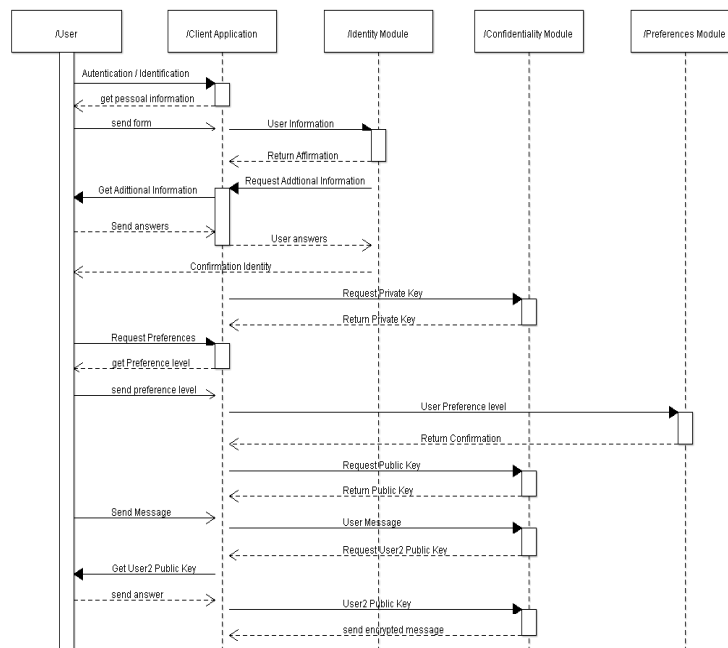 /User
/Client Application
/Identity Module
/Confidentiality Module
/Preferences Module
Autentication / Identification
get pessoal information
send form
User Information
Return Affirmation
Request Addtional Information
Get Adittional Information
Send answers
User answers
Confirmation Identity
Request Private Key
Return Private Key
Request Preferences
get Preference level
send preference level
User Preference level
Return Confirmation
Request Public Key
Return Public Key
Send Message
User Message
Request User2 Public Key
Get User2 Public Key
send answer
User2 Public Key
send encrypted message